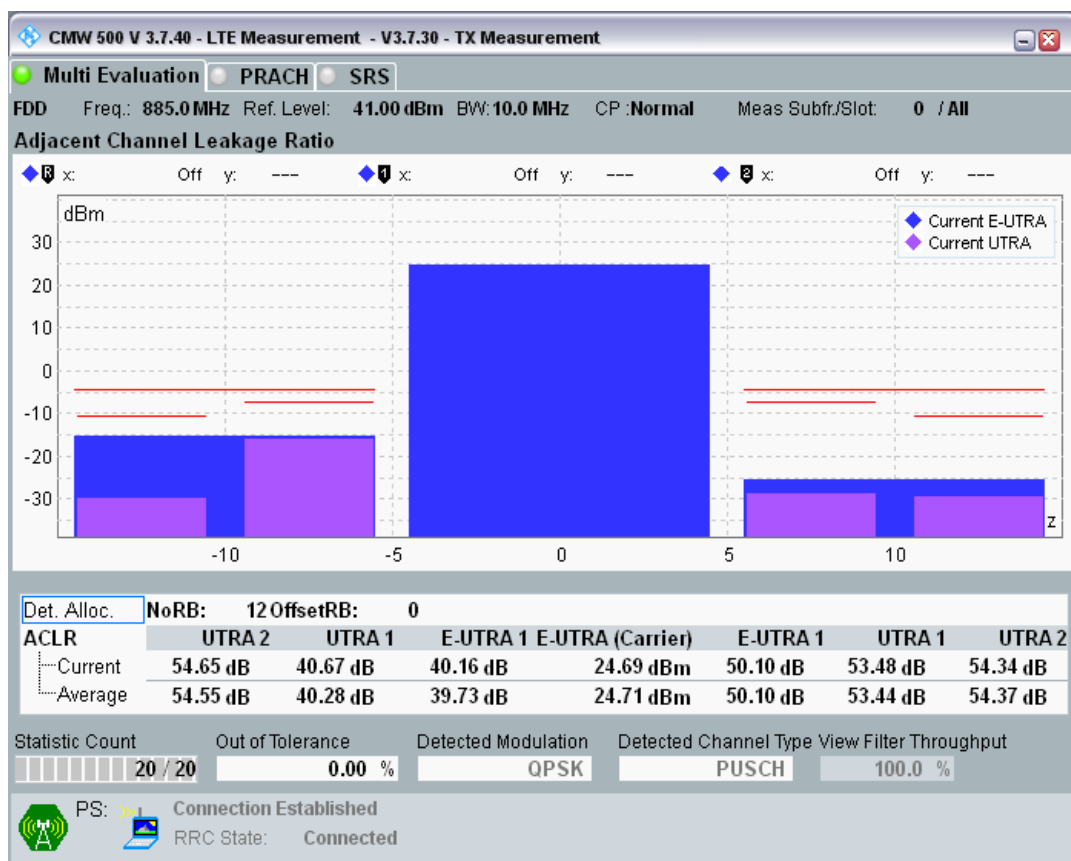 CMW 500 V 3.7.40 - LTE Measurement - V3.7.30 - TX Measurement
Multi Evaluation PRACH SRS
FDD Freq.: 885.0 MHz Ref. Level: 41.00 dBm BW: 10.0 MHz CP :Normal Meas Subfr./Slot: 0 / All
Adjacent Channel Leakage Ratio
R x: Off y: --- 1 x: Off y: --- 2 x: Off y: ---
dBm
Current E-UTRA
Current UTRA
30
20
10
0
-10
-20
-30
z
-10 -5 0 5 10
Det. Alloc. NoRB: 12 OffsetRB: 0
ACLR UTRA 2 UTRA 1 E-UTRA 1 E-UTRA (Carrier) E-UTRA 1 UTRA 1 UTRA 2
Current 54.65 dB 40.67 dB 40.16 dB 24.69 dBm 50.10 dB 53.48 dB 54.34 dB
Average 54.55 dB 40.28 dB 39.73 dB 24.71 dBm 50.10 dB 53.44 dB 54.37 dB
Statistic Count Out of Tolerance Detected Modulation Detected Channel Type View Filter Throughput
20 / 20 0.00 % QPSK PUSCH 100.0 %
PS: Connection Established
RRC State: Connected